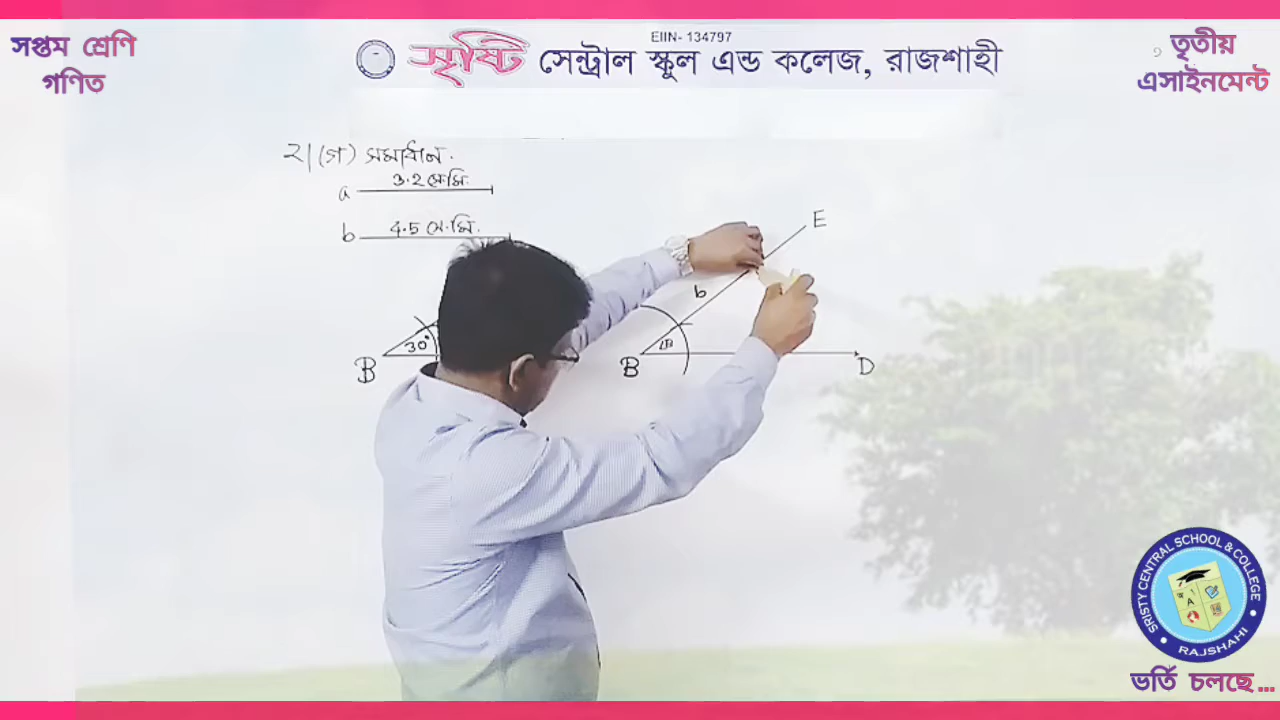 সপ্তম শ্রেণি
গণিত
EIIN- 134797
সৃষ্টি সেন্ট্রাল স্কুল এন্ড কলেজ, রাজশাহী
তৃতীয়
এসাইনমেন্ট
২।(গ) সমাধান.
a 3.2 সে.মি.
b 4.5 সে.মি.
30°
B
E
b
B
D
SRISTY CENTRAL SCHOOL & COLLEGE
RAJSHAHI
ভর্তি চলছে...